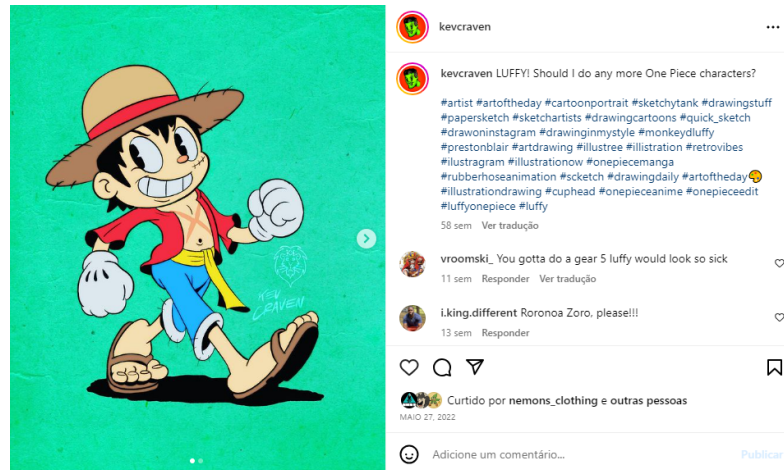 kevcraven
kevcraven LUFFY! Should I do any more One Piece characters?
#artist #artoftheday #cartoonportrait #sketchytank #drawingstuff
#papersketch #sketchartists #drawingcartoons #quick_sketch
#drawoninstagram #drawinginmystyle #monkeydluffy
#prestonblair #artdrawing #illustree #illistration #retrovibes
#ilustragram #illustrationow #onepiecemanga
#rubberhoseanimation #scketch #drawingdaily #artoftheday🎨
#illustrationdrawing #cuphead #onepieceanime #onepieceedit
#luffyonepiece #luffy
58 sem Ver tradução
vroomski_ You gotta do a gear 5 luffy would look so sick
11 sem Responder Ver tradução
i.king.different Roronoa Zoro, please!!!
13 sem Responder
Curtido por nemons_clothing e outras pessoas
MAIO 27, 2022
Adicione um comentário...
Publicar
KEV
CRAVEN